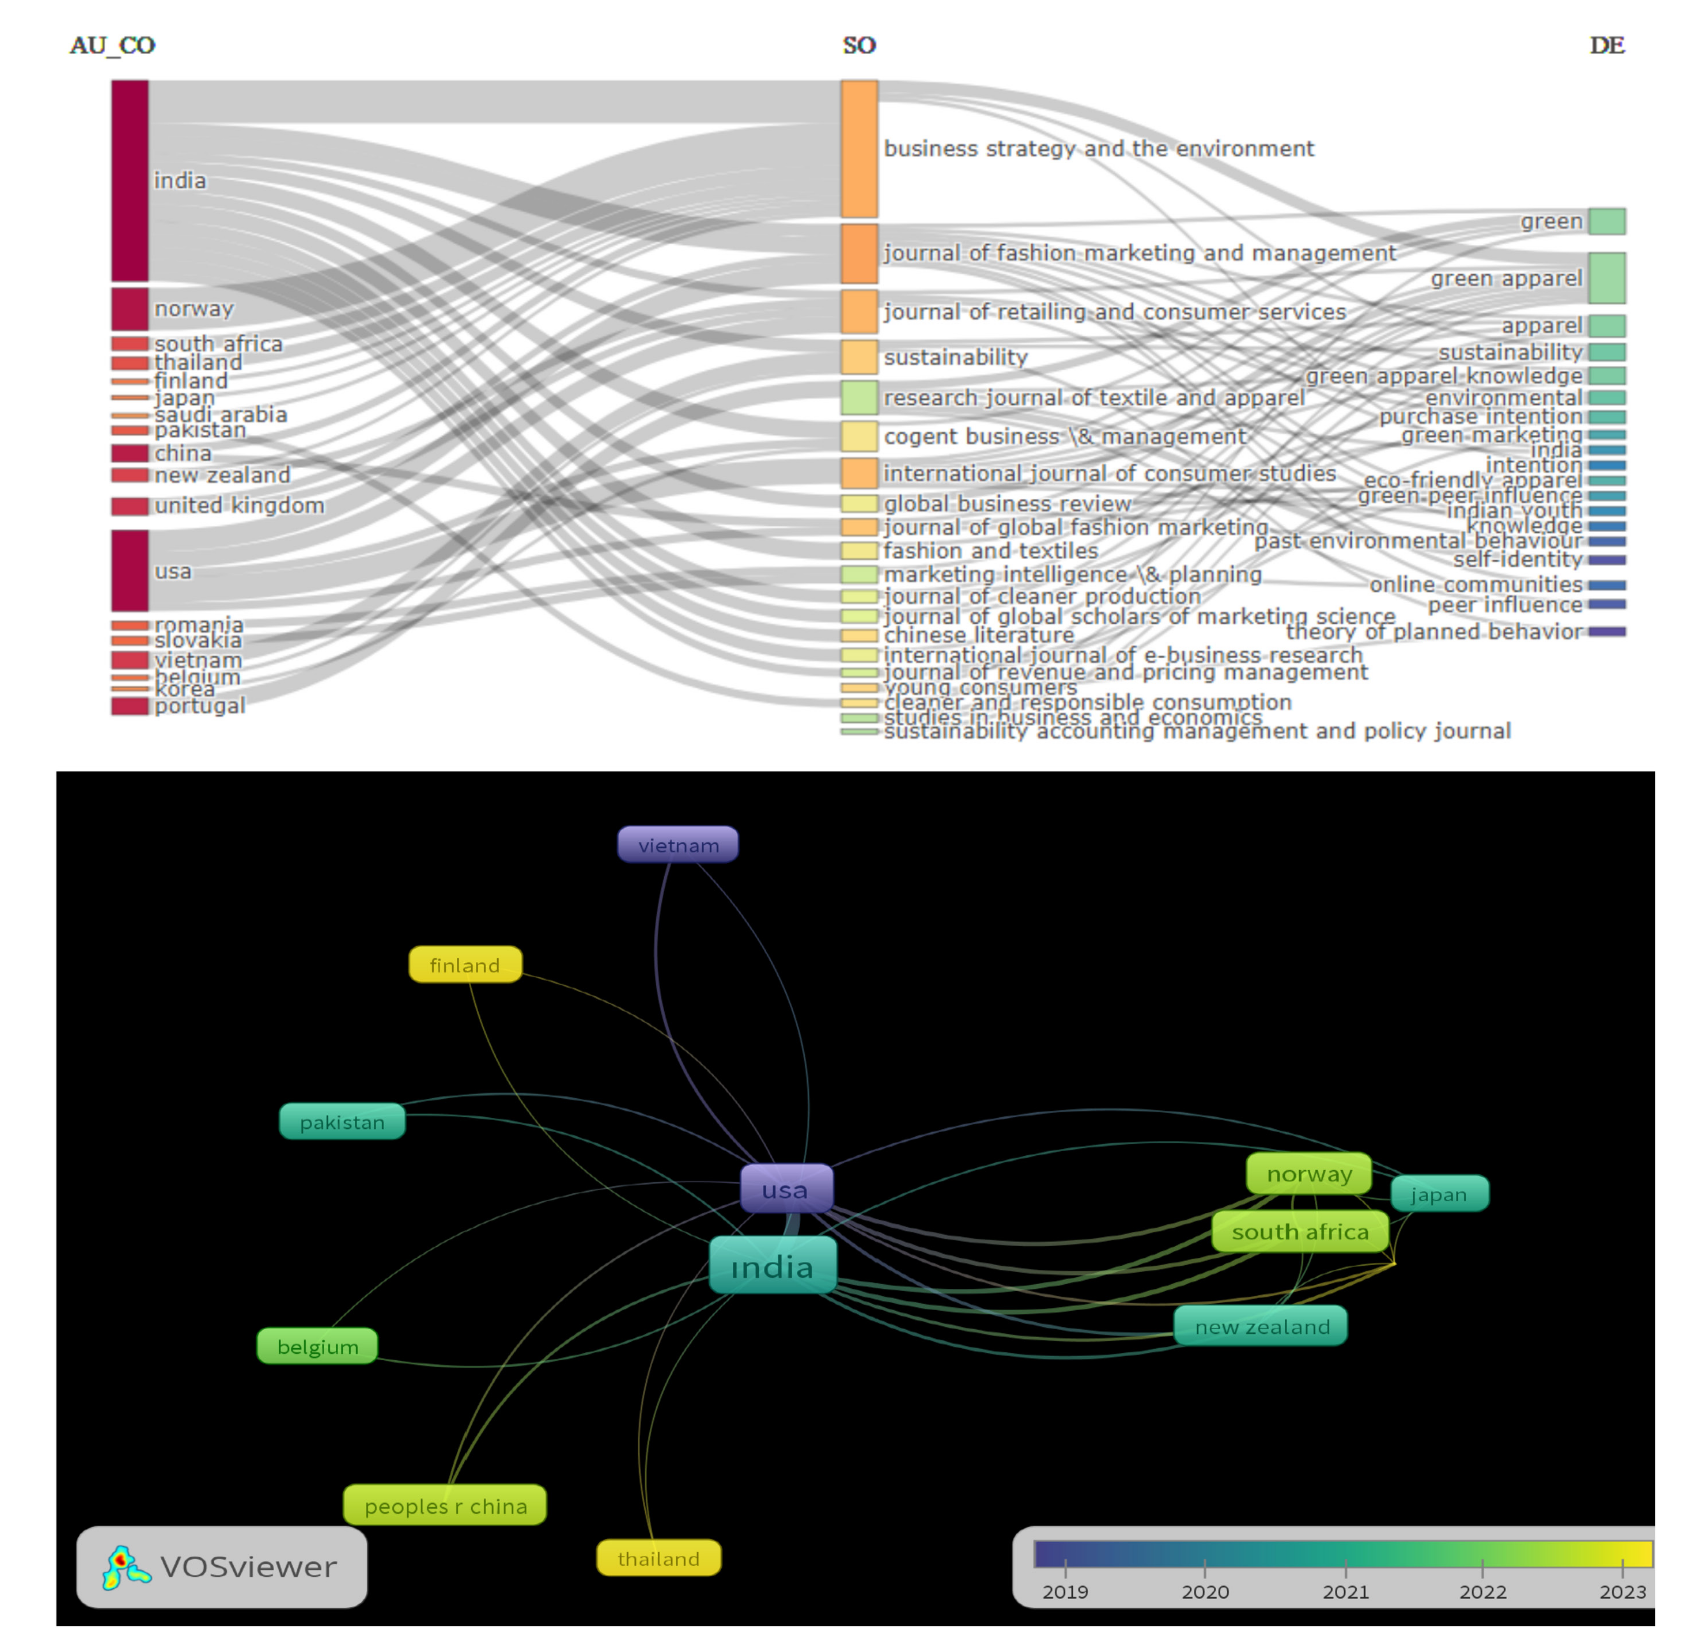 AU_CO
SO
DE
india
norway
south africa
thailand
finland
japan
saudi arabia
pakistan
china
new zealand
united kingdom
usa
romania
slovakia
vietnam
belgium
korea
portugal
business strategy and the environment
journal of fashion marketing and management
journal of retailing and consumer services
sustainability
research journal of textile and apparel
cogent business \& management
international journal of consumer studies
global business review
journal of global fashion marketing
fashion and textiles
marketing intelligence \& planning
journal of cleaner production
journal of global scholars of marketing science
chinese literature
international journal of e-business research
journal of revenue and pricing management
young consumers
cleaner and responsible consumption
studies in business and economics
sustainability accounting management and policy journal
green
green apparel
apparel
sustainability
green apparel knowledge
environmental
purchase intention
green marketing
india
intention
eco-friendly apparel
green peer influence
indian youth
knowledge
past environmental behaviour
self-identity
online communities
peer influence
theory of planned behavior
vietnam
finland
pakistan
usa
norway
japan
south africa
india
new zealand
belgium
peoples r china
thailand
VOSviewer
2019
2020
2021
2022
2023